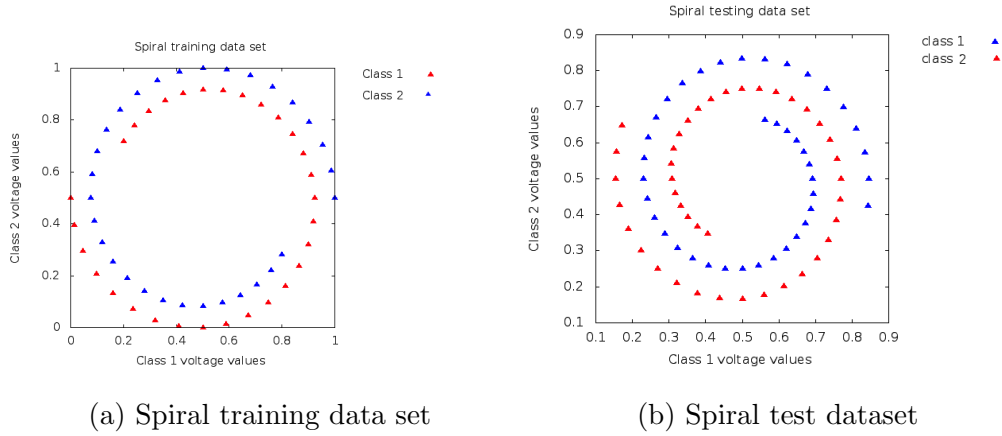 Spiral training data set
Class 1
Class 2
1
0.8
0.6
0.4
0.2
0
0 0.2 0.4 0.6 0.8 1
Class 2 voltage values
Class 1 voltage values
(a) Spiral training data set
Spiral testing data set
class 1
class 2
0.9
0.8
0.7
0.6
0.5
0.4
0.3
0.2
0.1
0.1 0.2 0.3 0.4 0.5 0.6 0.7 0.8 0.9
Class 2 voltage values
Class 1 voltage values
(b) Spiral test dataset